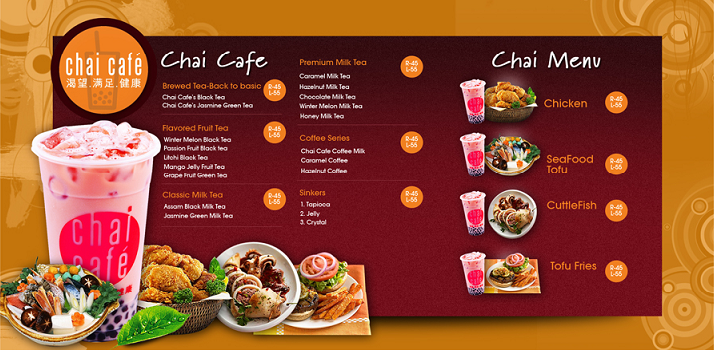 chai café
渴望.满足.健康
Chai Cafe
Brewed Tea-Back to basic
R-45
L-55
Chai Cafe's Black Tea
Chai Cafe's Jasmine Green Tea
Flavored Fruit Tea
R-45
L-55
Winter Melon Black Tea
Passion Fruit Black tea
Litchi Black Tea
Mango Jelly Fruit Tea
Grape Fruit Green Tea
Classic Milk Tea
R-45
L-55
Assam Black Milk Tea
Jasmine Green Milk Tea
Premium Milk Tea
R-45
L-55
Caramel Milk Tea
Hazelnut Milk Tea
Chocolate Milk Tea
Winter Melon Milk Tea
Honey Milk Tea
Coffee Series
R-45
L-55
Chai Cafe Coffee Milk
Caramel Coffee
Hazelnut Coffee
Sinkers
R-45
L-55
1. Tapioca
2. Jelly
3. Crystal
Chai Menu
Chicken
R-45
L-55
SeaFood
Tofu
R-45
L-55
CuttleFish
R-45
L-55
Tofu Fries
R-45
L-55
chai
café